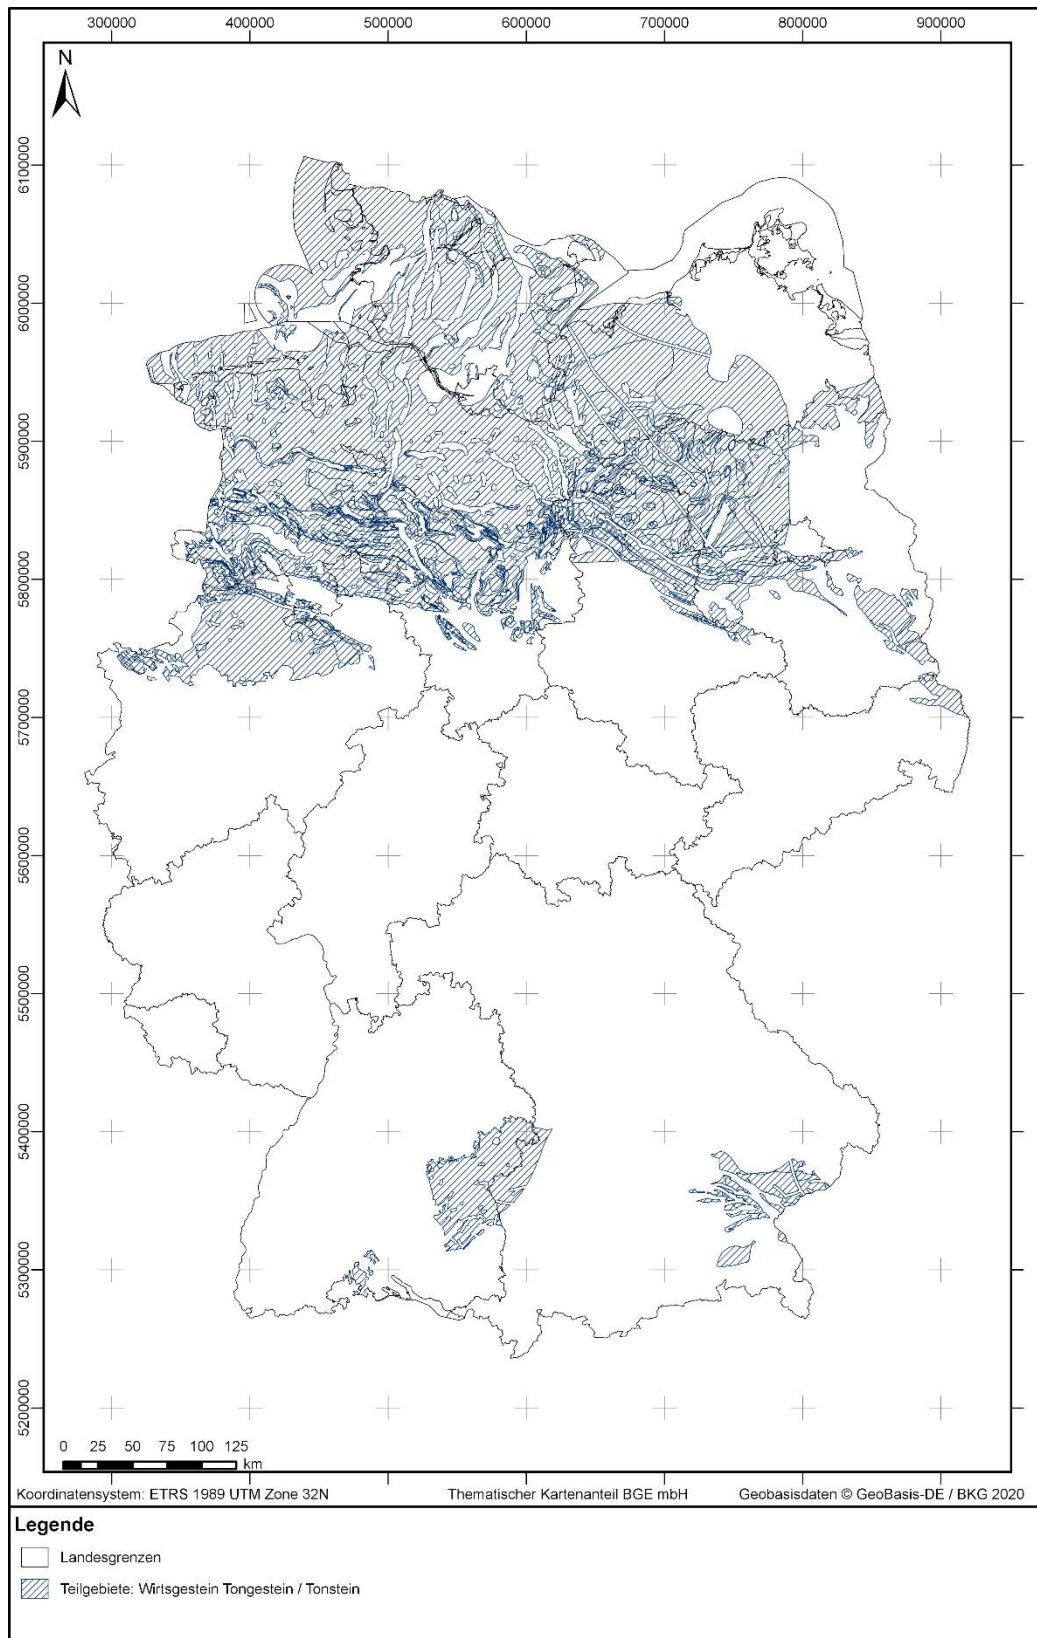 300000 400000 500000 600000 700000 800000 900000
N
6100000
6000000
5900000
5800000
5700000
5600000
5500000
5400000
5300000
5200000
0 25 50 75 100 125
km
Koordinatensystem: ETRS 1989 UTM Zone 32N Thematischer Kartenanteil BGE mbH Geobasisdaten © GeoBasis-DE / BKG 2020
Legende
Landesgrenzen
Teilgebiete: Wirtsgestein Tongestein / Tonstein